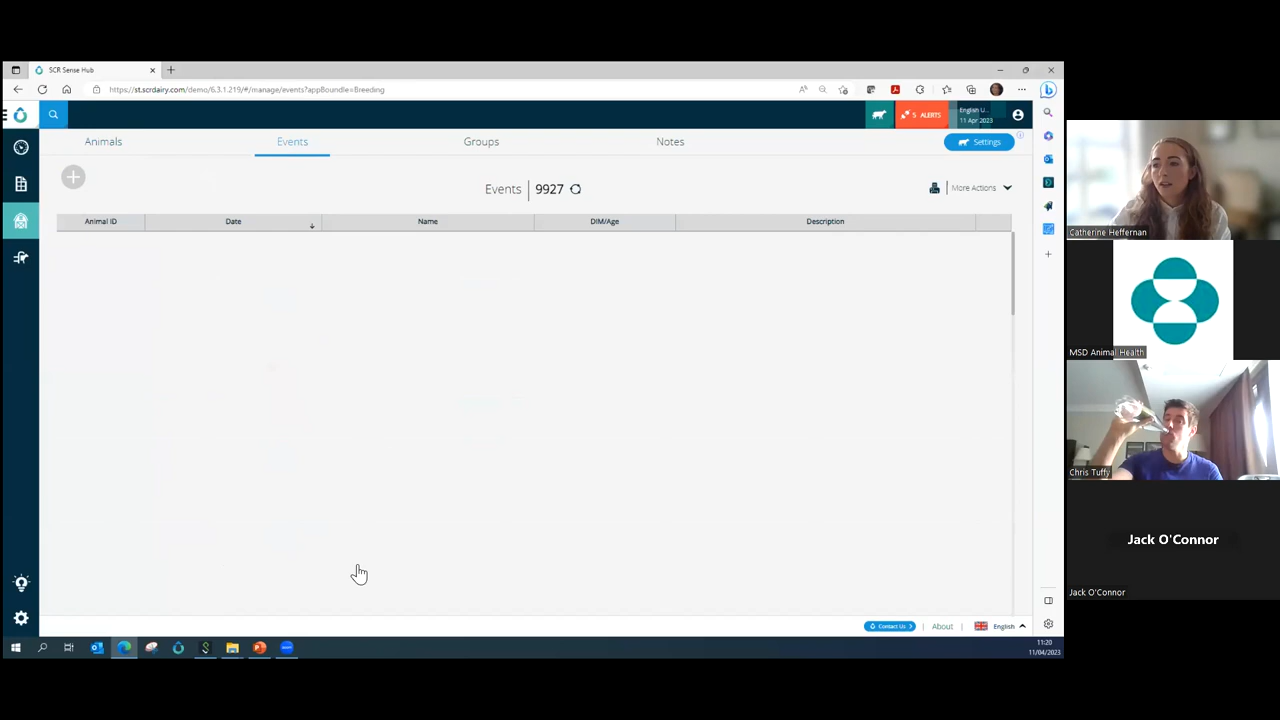 SCR Sense Hub
https://st.scrdairy.com/demo/6.3.1.219/#/manage/events?appBoundle=Breeding
5 ALERTS
English U...
11 Apr 2023
Animals
Events
Groups
Notes
Settings
Events 9927
More Actions
Animal ID
Date
Name
DIM/Age
Description
Contact Us
About
English
11:20
11/04/2023
Catherine Heffernan
MSD Animal Health
Chris Tuffy
Jack O'Connor
Jack O'Connor